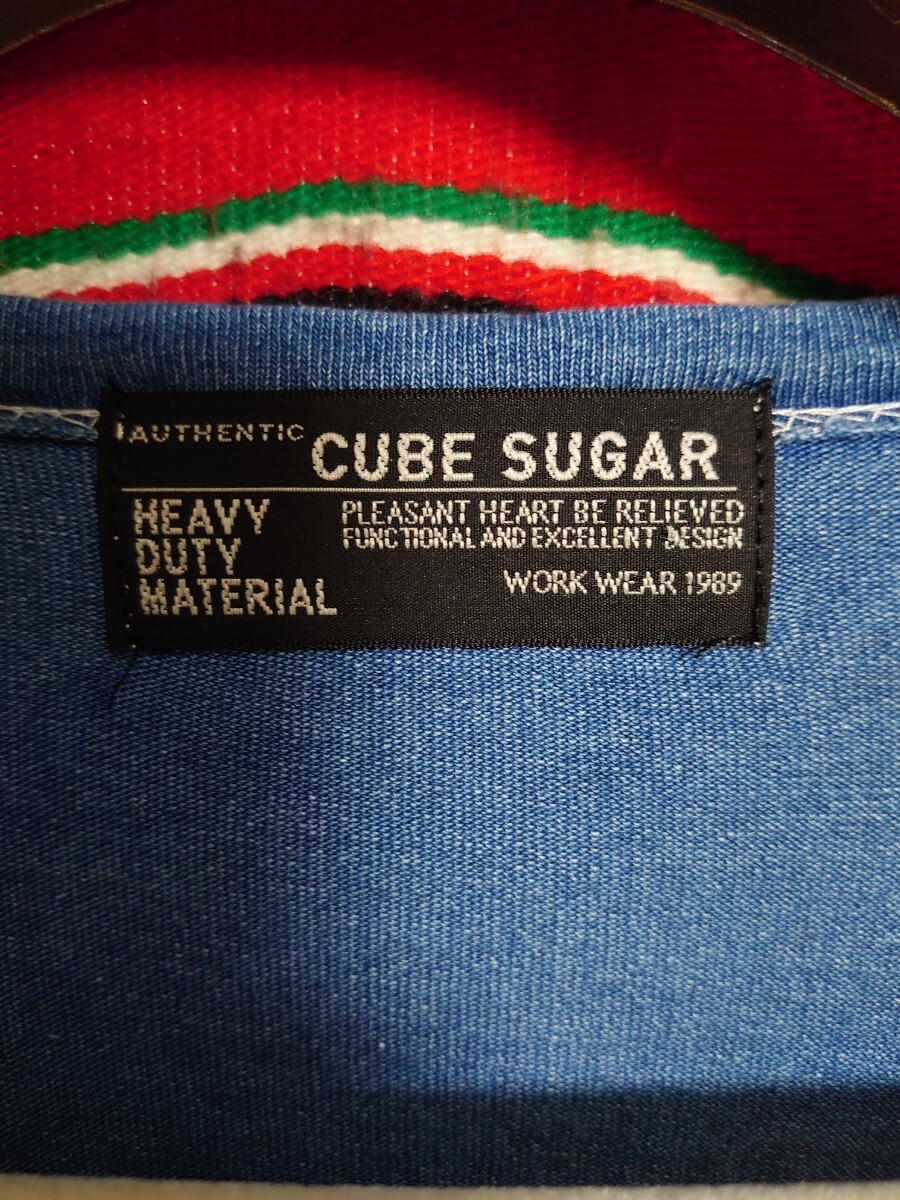 AUTHENTIC CUBE SUGAR
HEAVY
DUTY
MATERIAL
PLEASANT HEART BE RELIEVED
FUNCTIONAL AND EXCELLENT DESIGN
WORK WEAR 1989